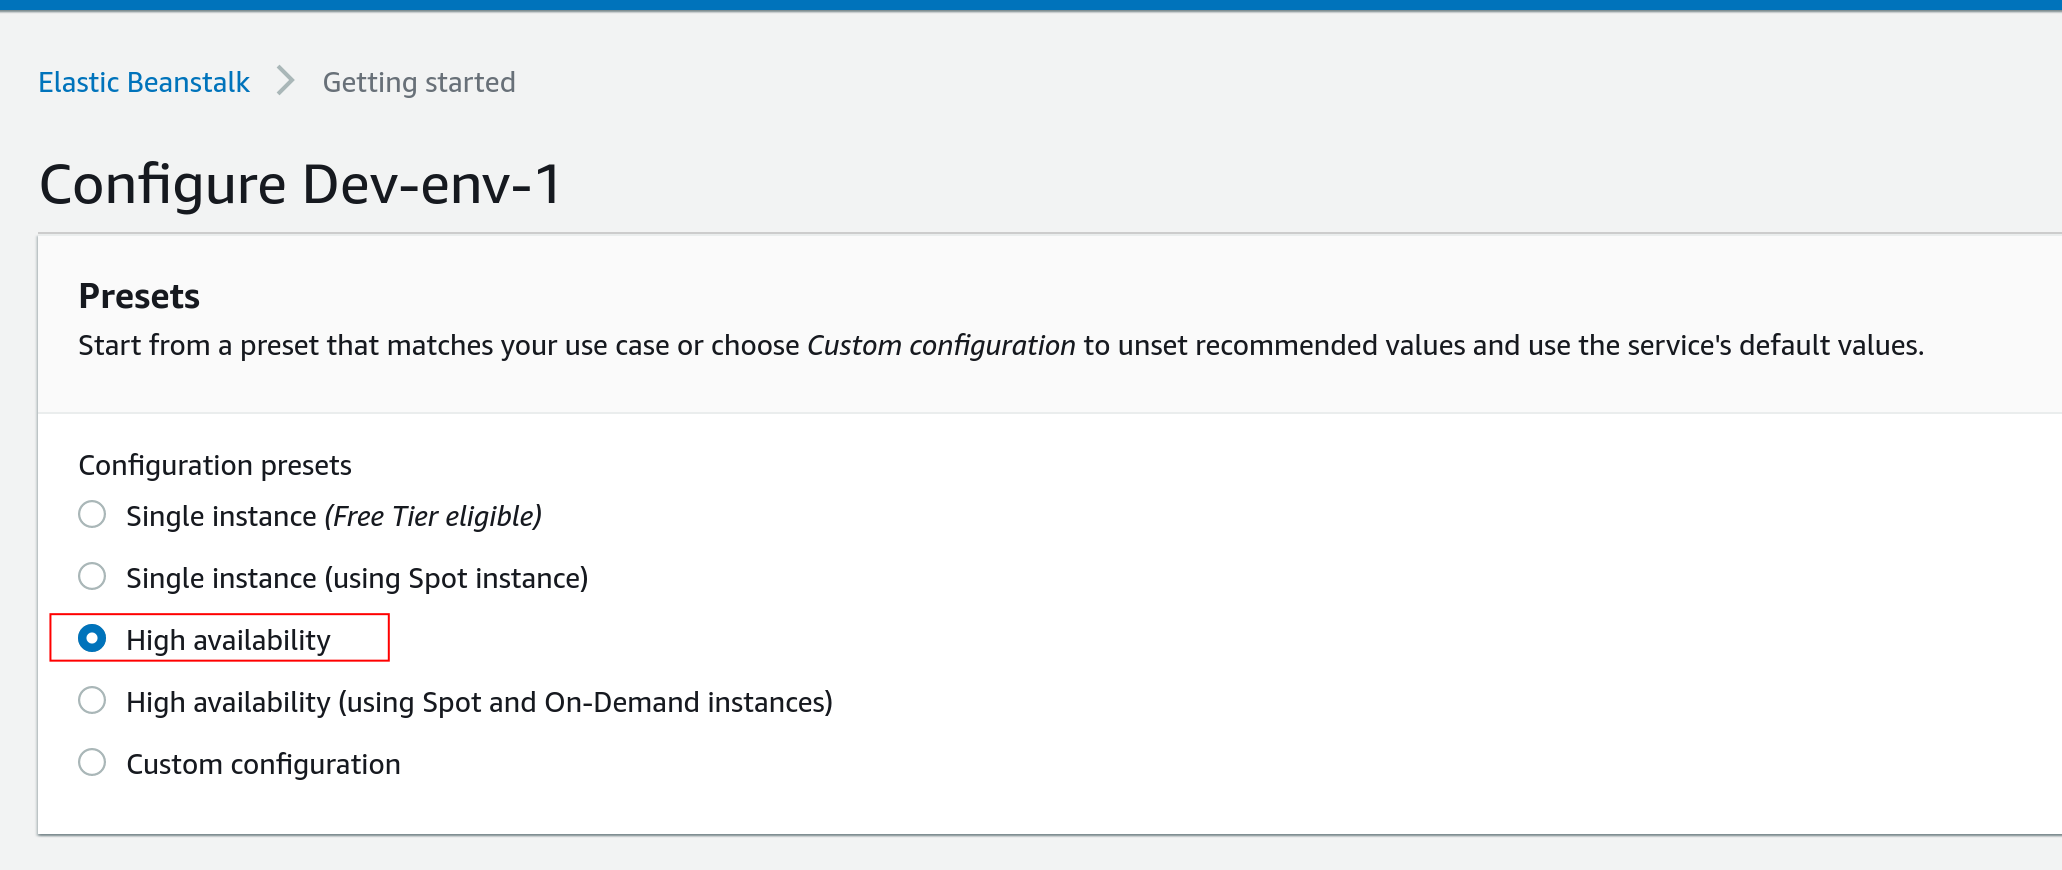 Elastic Beanstalk > Getting started
Configure Dev-env-1
Presets
Start from a preset that matches your use case or choose Custom configuration to unset recommended values and use the service's default values.
Configuration presets
Single instance (Free Tier eligible)
Single instance (using Spot instance)
High availability
High availability (using Spot and On-Demand instances)
Custom configuration